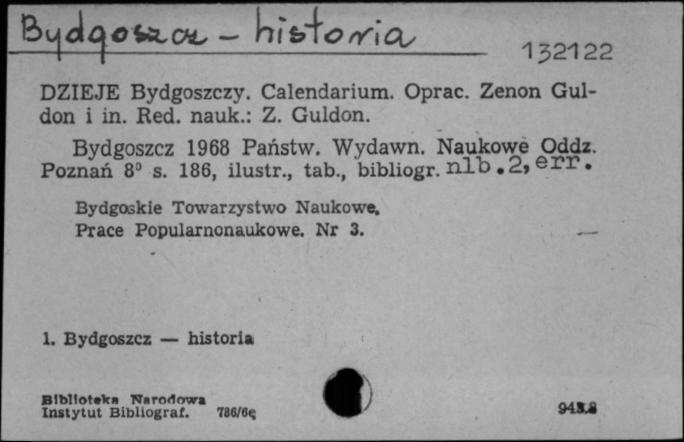 Bydgoszcz – historia
132122
DZIEJE Bydgoszczy. Calendarium. Oprac. Zenon Gul-
don i in. Red. nauk.: Z. Guldon.
Bydgoszcz 1968 Państw. Wydawn. Naukowe Oddz.
Poznań 8° s. 186, ilustr., tab., bibliogr. nlb.2, err.
Bydgoskie Towarzystwo Naukowe.
Prace Popularnonaukowe. Nr 3.
1. Bydgoszcz — historia
Biblioteka Narodowa
Instytut Bibliograf. 786/6ę